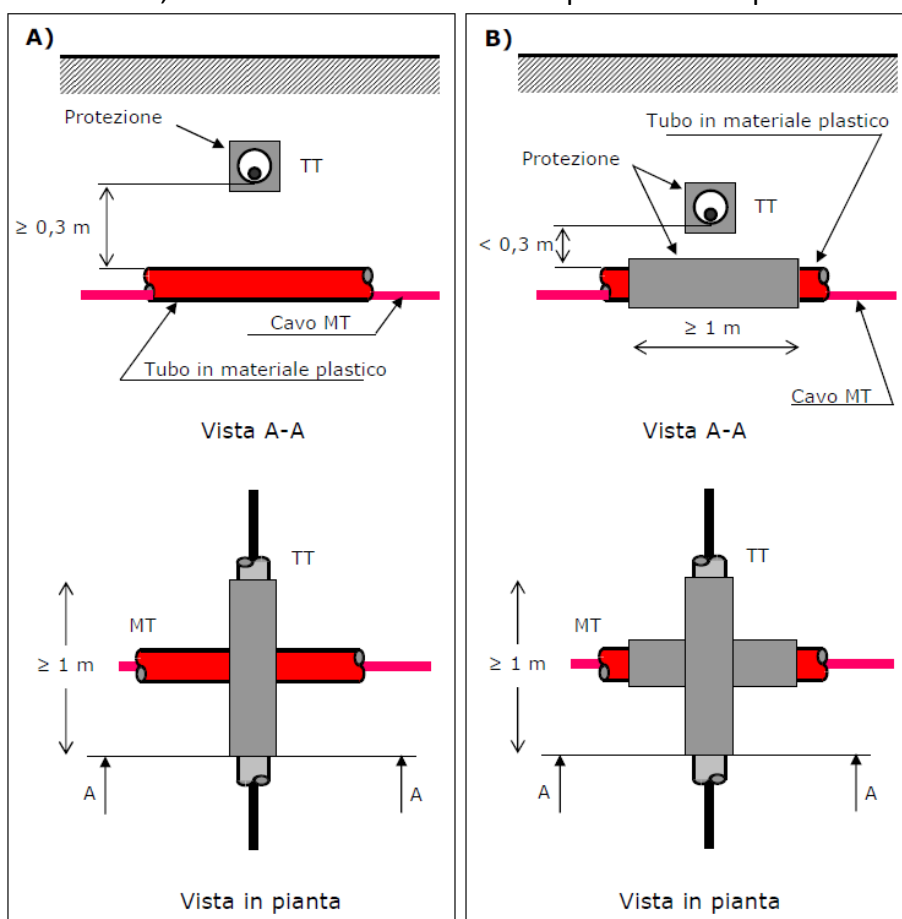 A)
Protezione
TT
≥ 0,3 m
Cavo MT
Tubo in materiale plastico
Vista A-A
TT
MT
≥ 1 m
A
A
Vista in pianta
B)
Tubo in materiale plastico
Protezione
TT
< 0,3 m
≥ 1 m
Cavo MT
Vista A-A
TT
MT
≥ 1 m
A
A
Vista in pianta